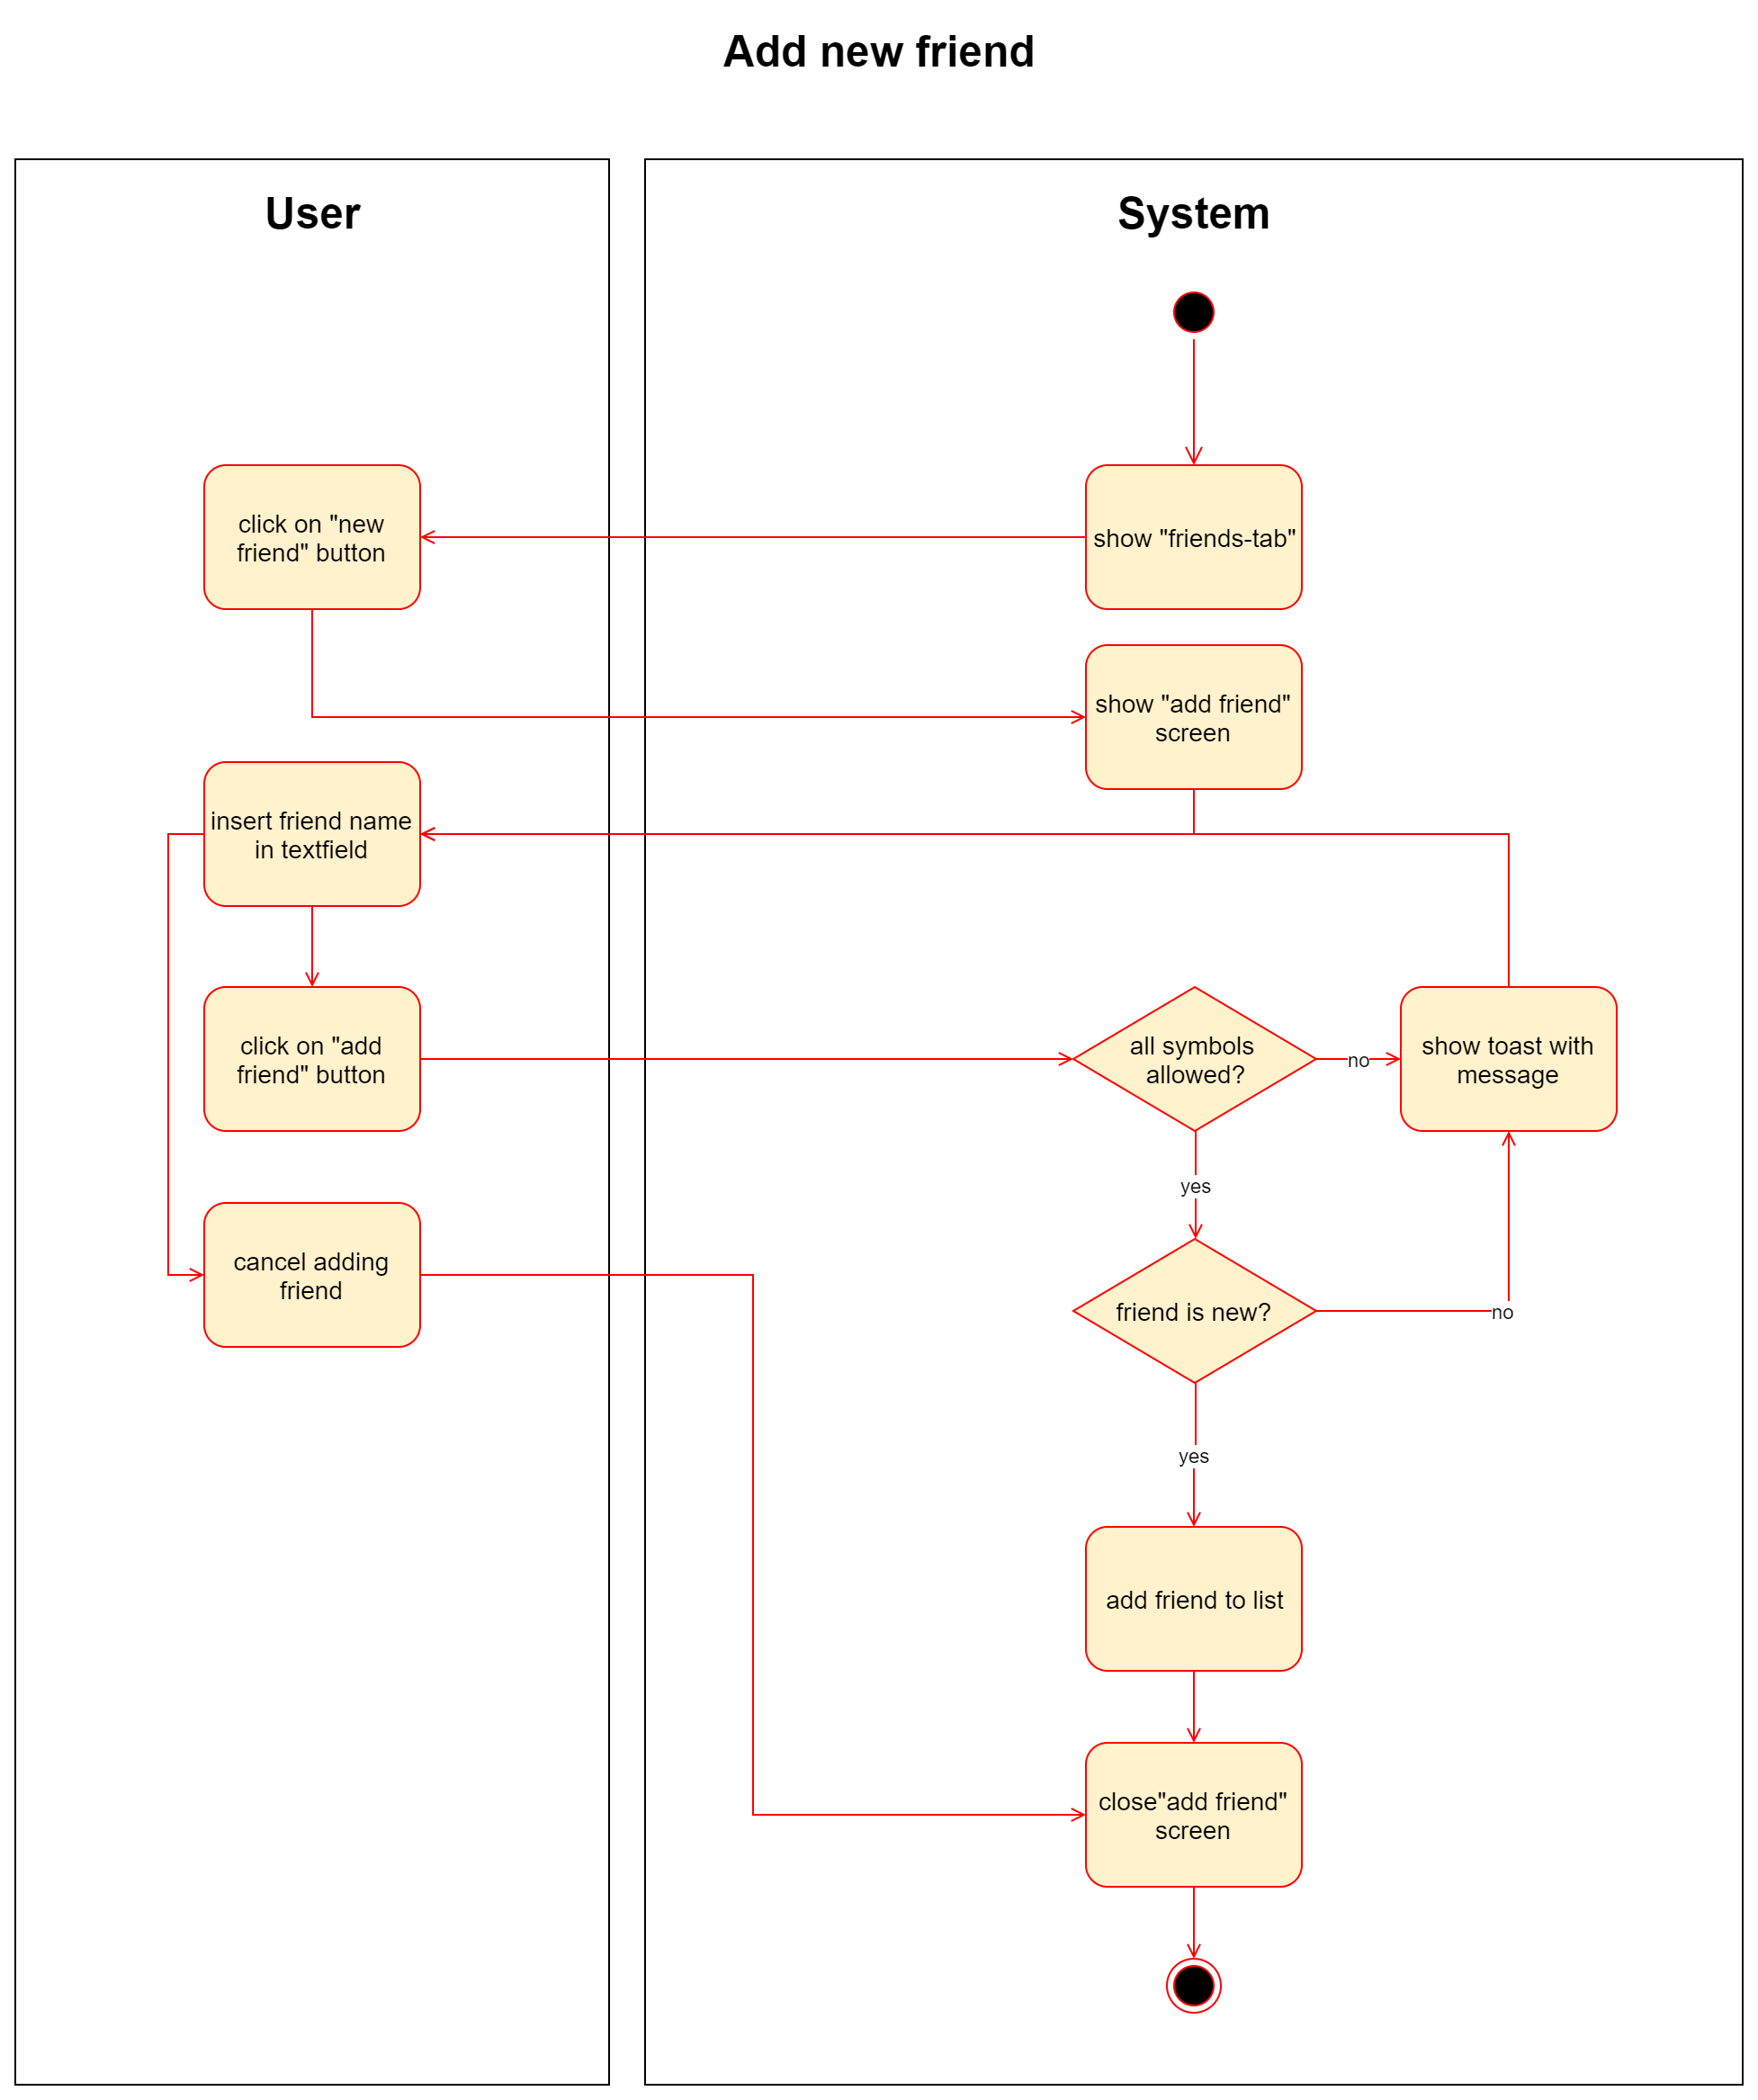 Add new friend
User
System
click on "new
friend" button
show "friends-tab"
show "add friend"
screen
insert friend name
in textfield
click on "add
friend" button
all symbols
allowed?
no
show toast with
message
yes
cancel adding
friend
friend is new?
no
yes
add friend to list
close"add friend"
screen